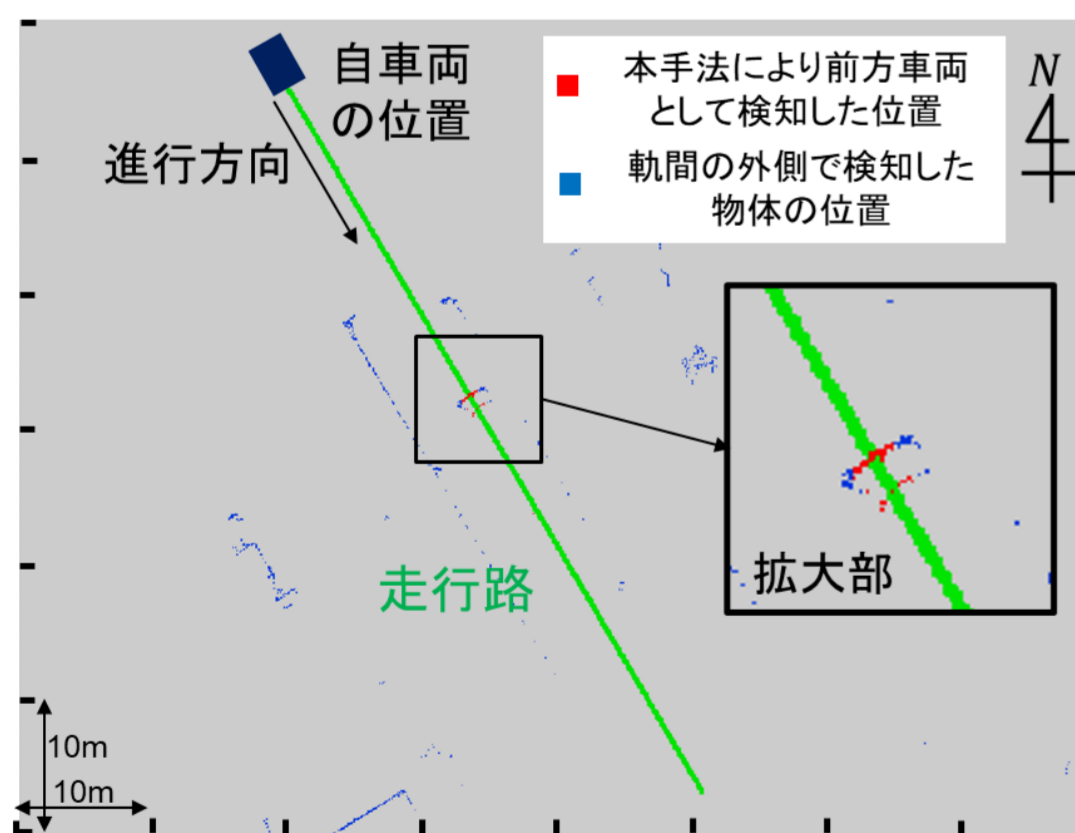 自車両
の位置
進行方向
本手法により前方車両
として検知した位置
軌間の外側で検知した
物体の位置
N
拡大部
走行路
10m
10m